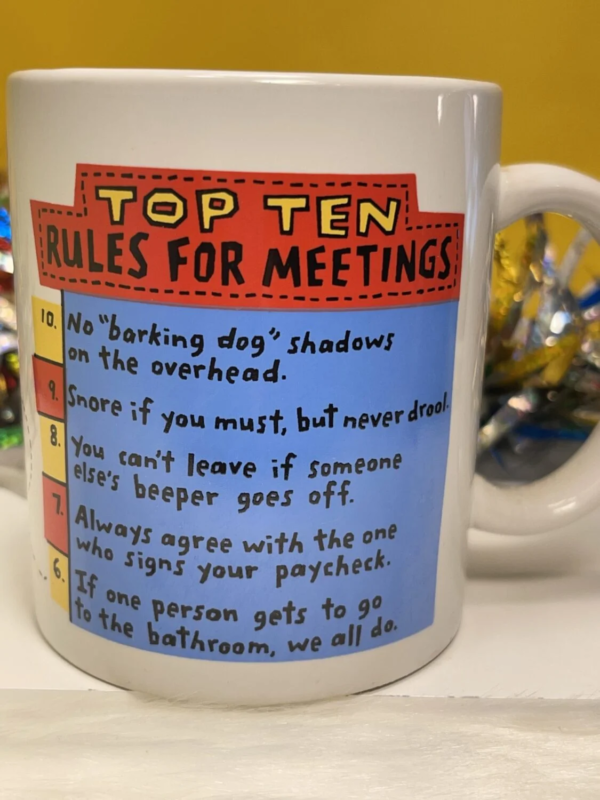 TOP TEN
RULES FOR MEETINGS
10. No "barking dog" shadows
on the overhead.
9. Snore if you must, but never drool.
8. You can't leave if someone
else's beeper goes off.
7. Always agree with the one
who signs your paycheck.
6. If one person gets to go
to the bathroom, we all do.